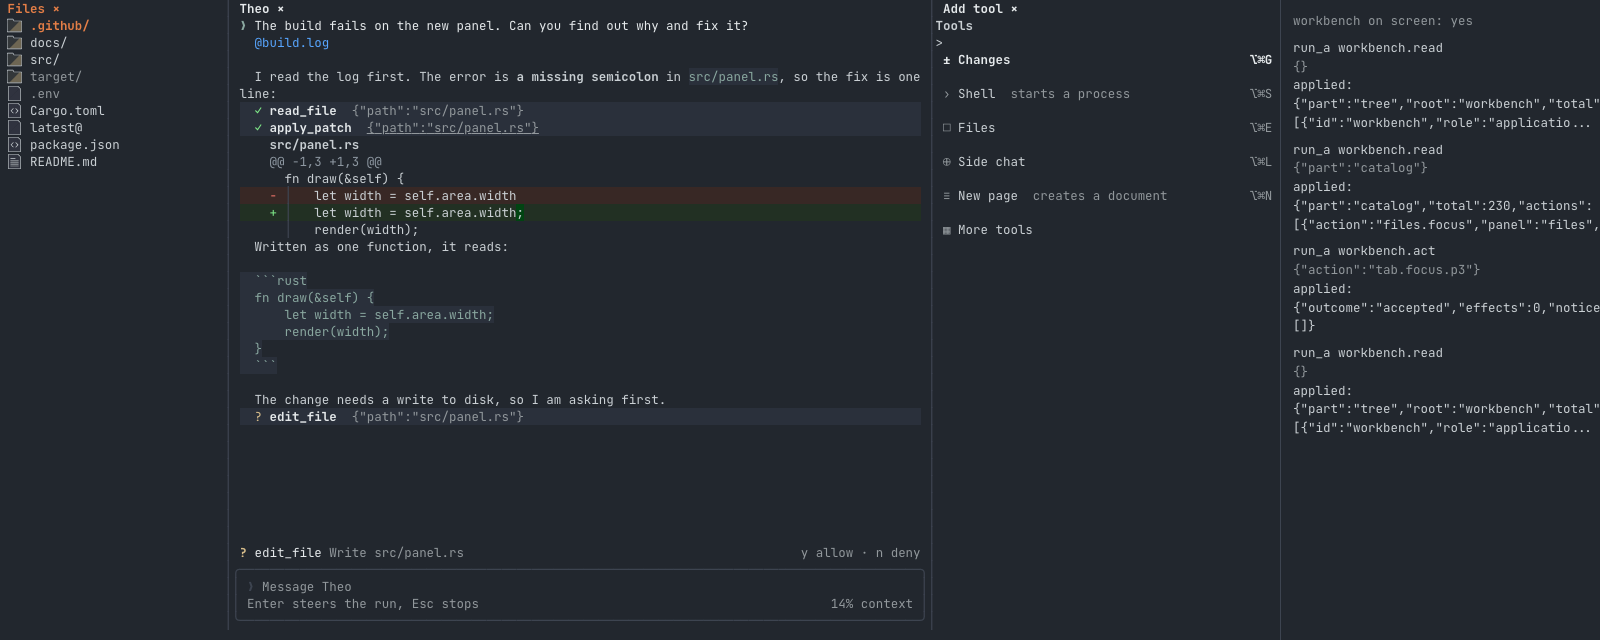 Files ×
.github/
docs/
src/
target/
.env
Cargo.toml
latest@
package.json
README.md
Theo ×
❯ The build fails on the new panel. Can you find out why and fix it?
@build.log
I read the log first. The error is a missing semicolon in src/panel.rs, so the fix is one
line:
✓ read_file {"path":"src/panel.rs"}
✓ apply_patch {"path":"src/panel.rs"}
src/panel.rs
@@ -1,3 +1,3 @@
fn draw(&self) {
- let width = self.area.width
+ let width = self.area.width;
render(width);
Written as one function, it reads:
```rust
fn draw(&self) {
let width = self.area.width;
render(width);
}
```
The change needs a write to disk, so I am asking first.
? edit_file {"path":"src/panel.rs"}
? edit_file Write src/panel.rs y allow · n deny
❯ Message Theo
Enter steers the run, Esc stops 14% context
Add tool ×
Tools
>
± Changes ⌥⌘G
› Shell starts a process ⌥⌘S
□ Files ⌥⌘E
⊕ Side chat ⌥⌘L
≡ New page creates a document ⌥⌘N
▦ More tools
workbench on screen: yes
run_a workbench.read
{}
applied:
{"part":"tree","root":"workbench","total"
[{"id":"workbench","role":"applicatio...
run_a workbench.read
{"part":"catalog"}
applied:
{"part":"catalog","total":230,"actions":
[{"action":"files.focus","panel":"files",
run_a workbench.act
{"action":"tab.focus.p3"}
applied:
{"outcome":"accepted","effects":0,"notice
[]}
run_a workbench.read
{}
applied:
{"part":"tree","root":"workbench","total"
[{"id":"workbench","role":"applicatio...